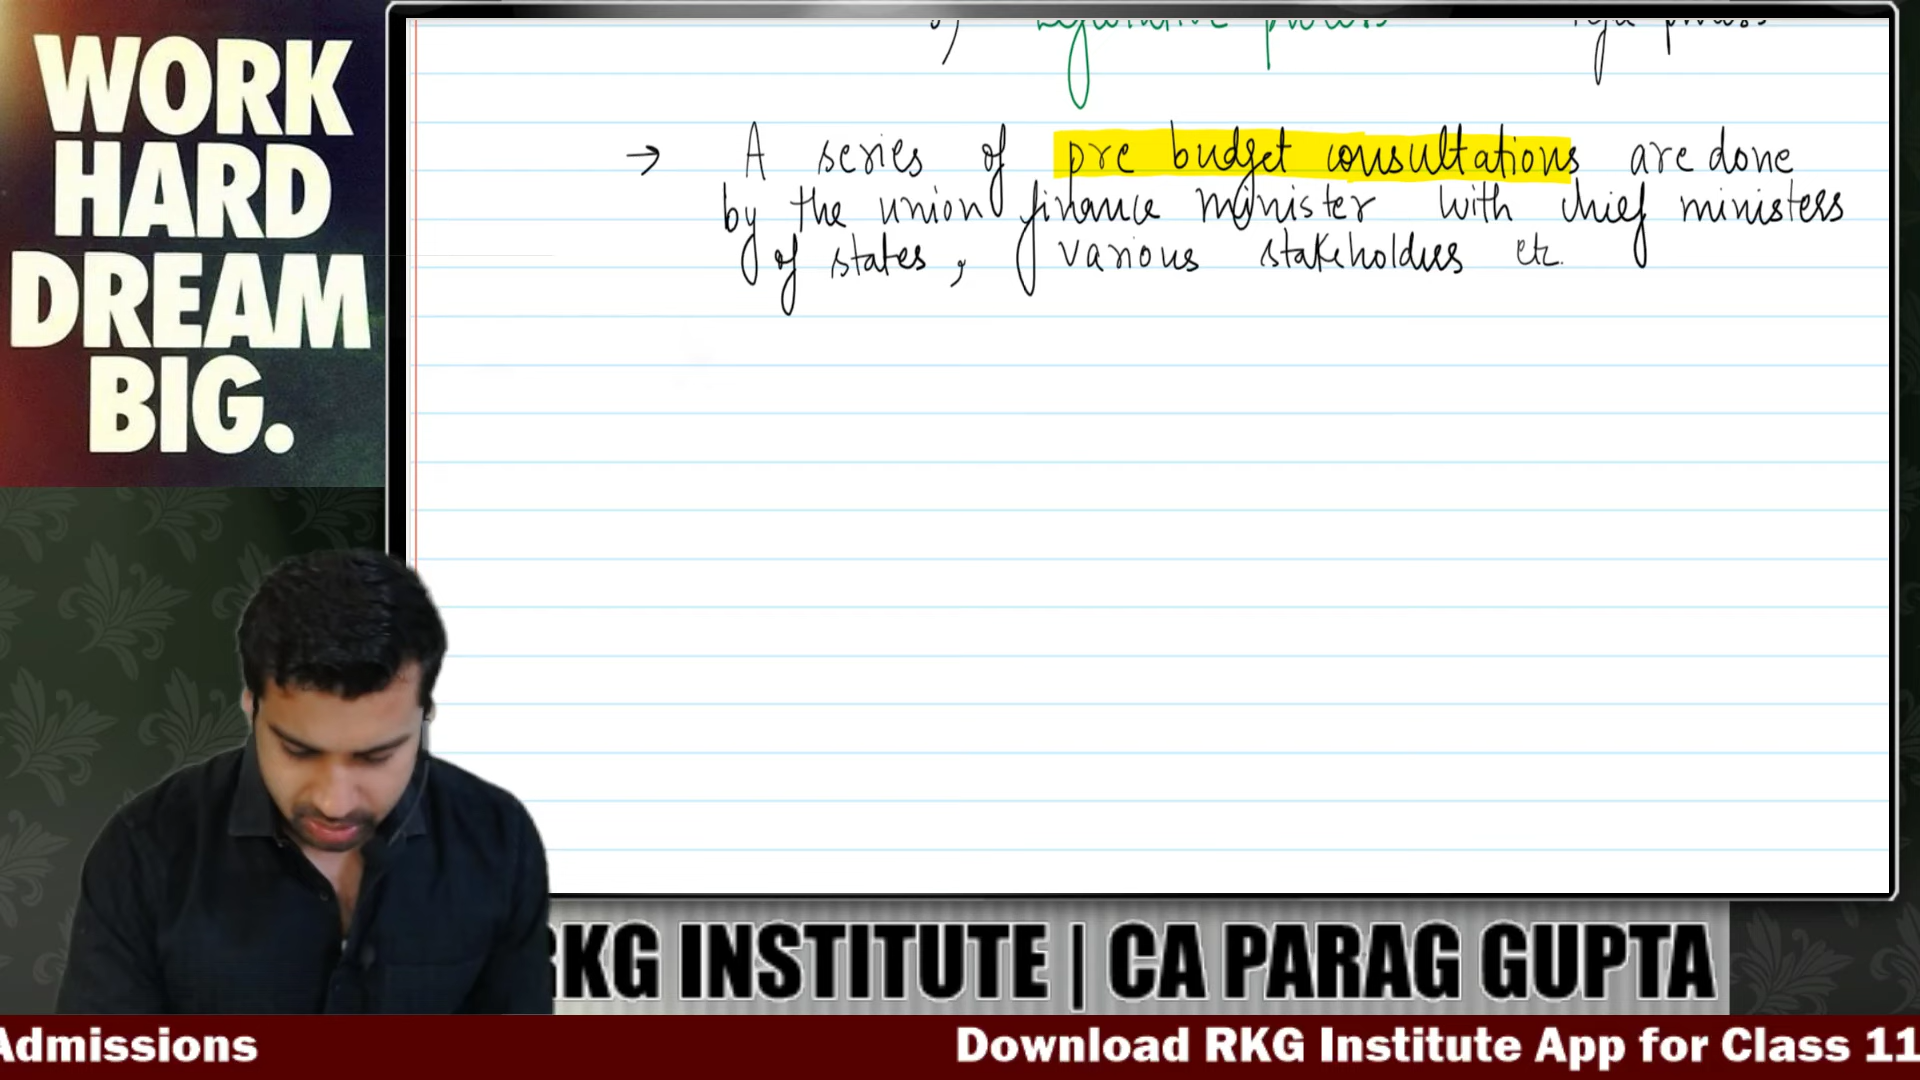 WORK
HARD
DREAM
BIG.
→ A series of pre budget consultations are done
by the union finance minister with chief ministers
of states, various stakeholders etc.
RKG INSTITUTE | CA PARAG GUPTA
Admissions
Download RKG Institute App for Class 11